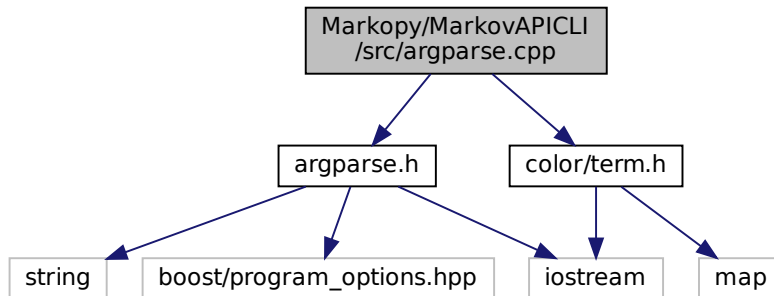 Markopy/MarkovAPICLI
/src/argparse.cpp
argparse.h
color/term.h
string
boost/program_options.hpp
iostream
map